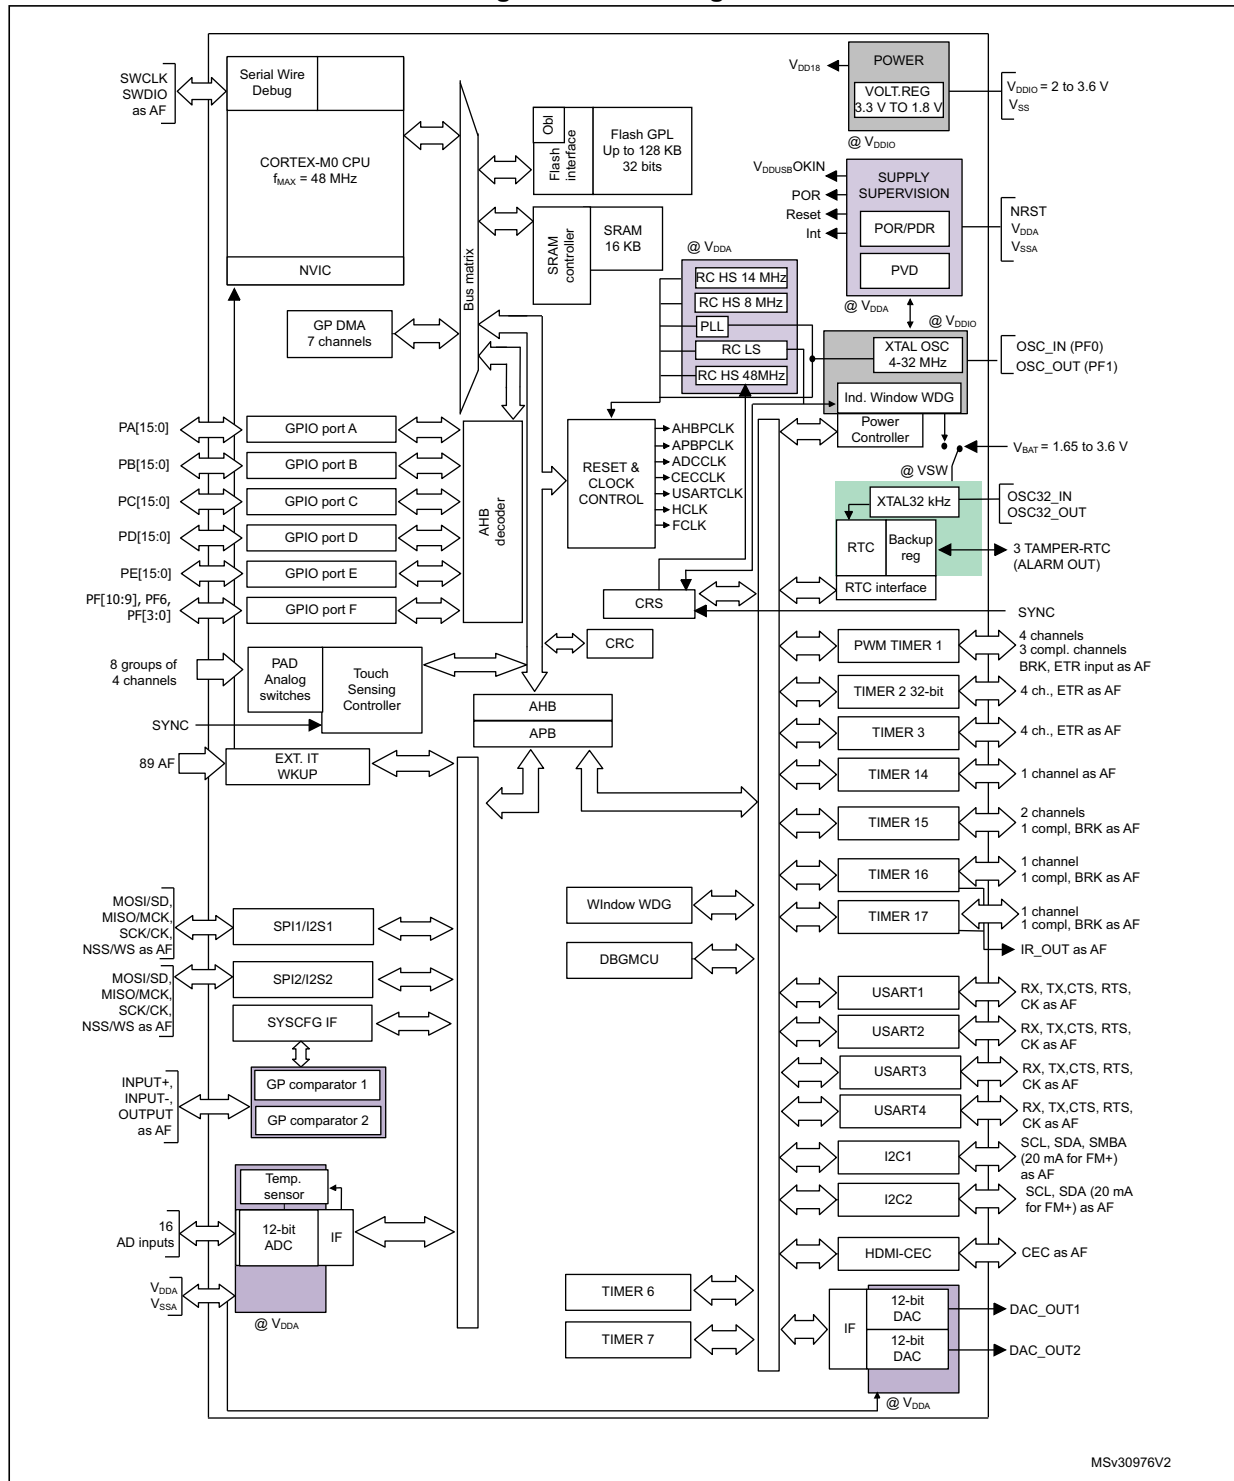 SWCLK
SWDIO
as AF
Serial Wire
Debug
CORTEX-M0 CPU
fMAX = 48 MHz
NVIC
Bus matrix
Obl
Flash
interface
Flash GPL
Up to 128 KB
32 bits
SRAM
controller
SRAM
16 KB
VDD18
POWER
VOLT.REG
3.3 V TO 1.8 V
VDDIO = 2 to 3.6 V
VSS
@ VDDIO
VDDUSBOKIN
POR
Reset
Int
SUPPLY
SUPERVISION
POR/PDR
PVD
NRST
VDDA
VSSA
@ VDDA
@ VDDA
RC HS 14 MHz
RC HS 8 MHz
PLL
RC LS
RC HS 48MHz
@ VDDIO
XTAL OSC
4-32 MHz
OSC_IN (PF0)
OSC_OUT (PF1)
Ind. Window WDG
Power
Controller
VBAT = 1.65 to 3.6 V
@ VSW
XTAL32 kHz
OSC32_IN
OSC32_OUT
RTC
Backup
reg
3 TAMPER-RTC
(ALARM OUT)
RTC interface
GP DMA
7 channels
PA[15:0]
GPIO port A
PB[15:0]
GPIO port B
PC[15:0]
GPIO port C
PD[15:0]
GPIO port D
PE[15:0]
GPIO port E
PF[10:9], PF6,
PF[3:0]
GPIO port F
AHB
decoder
RESET &
CLOCK
CONTROL
AHBPCLK
APBPCLK
ADCCLK
CECCLK
USARTCLK
HCLK
FCLK
CRS
SYNC
CRC
8 groups of
4 channels
PAD
Analog
switches
Touch
Sensing
Controller
SYNC
AHB
APB
89 AF
EXT. IT
WKUP
PWM TIMER 1
4 channels
3 compl. channels
BRK, ETR input as AF
TIMER 2 32-bit
4 ch., ETR as AF
TIMER 3
4 ch., ETR as AF
TIMER 14
1 channel as AF
TIMER 15
2 channels
1 compl, BRK as AF
TIMER 16
1 channel
1 compl, BRK as AF
TIMER 17
1 channel
1 compl, BRK as AF
IR_OUT as AF
WIndow WDG
DBGMCU
MOSI/SD,
MISO/MCK,
SCK/CK,
NSS/WS as AF
SPI1/I2S1
MOSI/SD,
MISO/MCK,
SCK/CK,
NSS/WS as AF
SPI2/I2S2
SYSCFG IF
INPUT+,
INPUT-,
OUTPUT
as AF
GP comparator 1
GP comparator 2
USART1
RX, TX,CTS, RTS,
CK as AF
USART2
RX, TX,CTS, RTS,
CK as AF
USART3
RX, TX,CTS, RTS,
CK as AF
USART4
RX, TX,CTS, RTS,
CK as AF
I2C1
SCL, SDA, SMBA
(20 mA for FM+)
as AF
I2C2
SCL, SDA (20 mA
for FM+) as AF
HDMI-CEC
CEC as AF
Temp.
sensor
16
AD inputs
12-bit
ADC
IF
VDDA
VSSA
@ VDDA
TIMER 6
TIMER 7
IF
12-bit
DAC
DAC_OUT1
12-bit
DAC
DAC_OUT2
@ VDDA
MSv30976V2